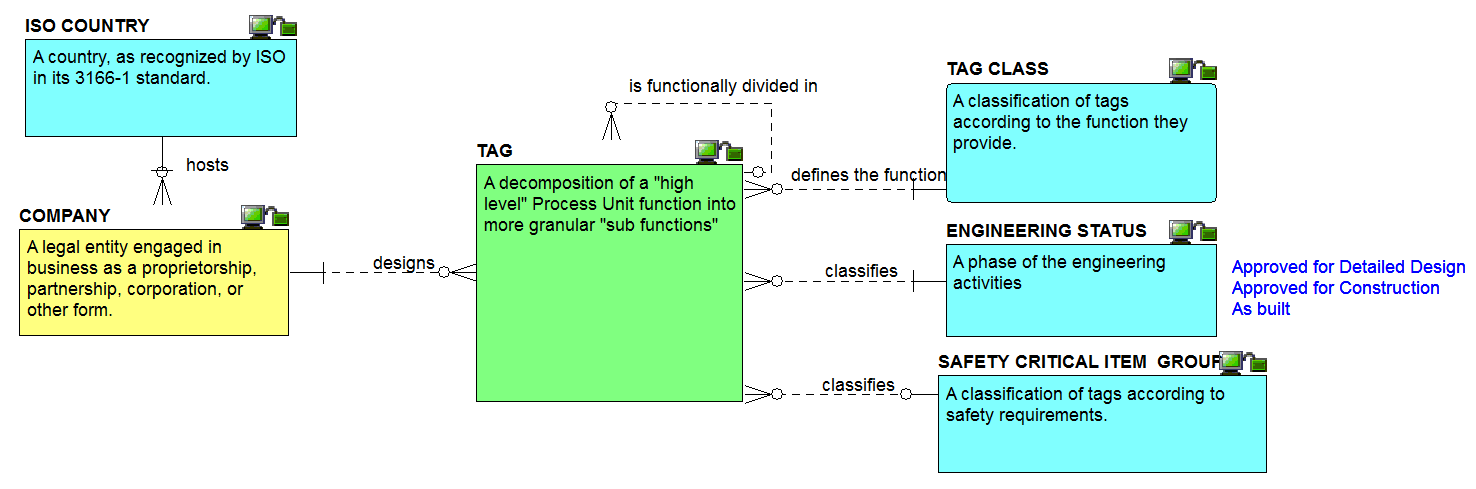 ISO COUNTRY
A country, as recognized by ISO
in its 3166-1 standard.
hosts
COMPANY
A legal entity engaged in
business as a proprietorship,
partnership, corporation, or
other form.
designs
is functionally divided in
TAG
A decomposition of a "high
level" Process Unit function into
more granular "sub functions"
defines the function
TAG CLASS
A classification of tags
according to the function they
provide.
classifies
ENGINEERING STATUS
A phase of the engineering
activities
Approved for Detailed Design
Approved for Construction
As built
classifies
SAFETY CRITICAL ITEM  GROUP
A classification of tags according to
safety requirements.